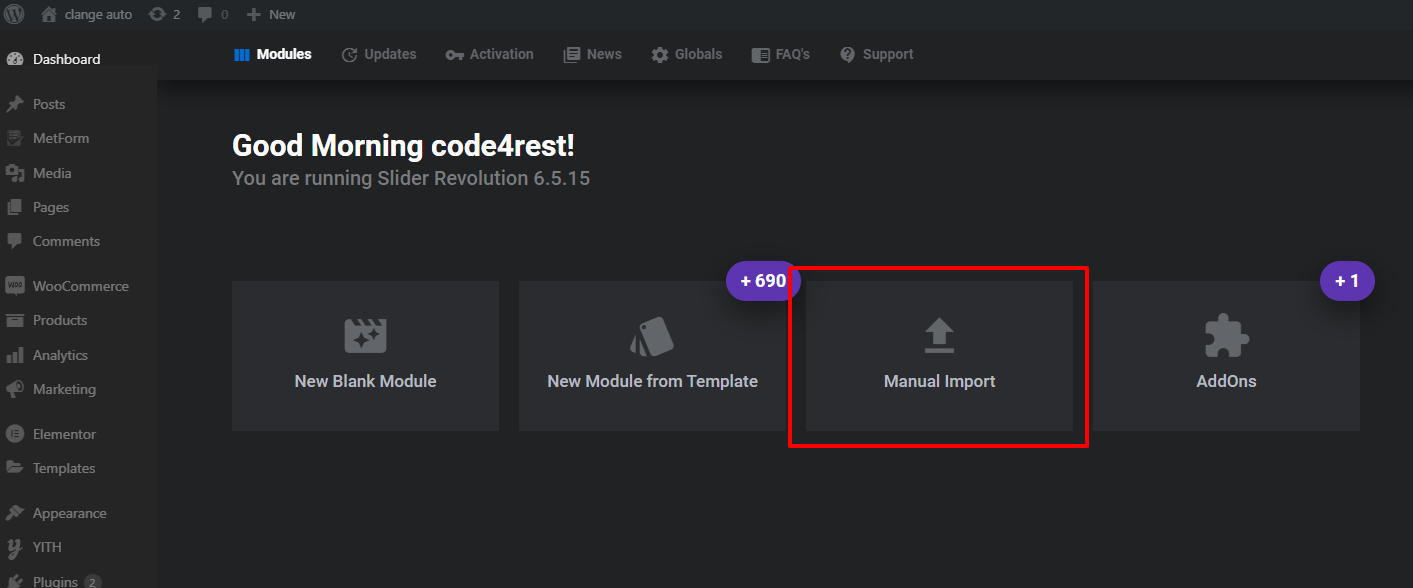 clange auto 2 0 New
Modules Updates Activation News Globals FAQ's Support
Dashboard
Posts
MetForm
Media
Pages
Comments
WooCommerce
Products
Analytics
Marketing
Elementor
Templates
Appearance
YITH
Plugins 2
Good Morning code4rest!
You are running Slider Revolution 6.5.15
+ 690
+ 1
New Blank Module
New Module from Template
Manual Import
AddOns